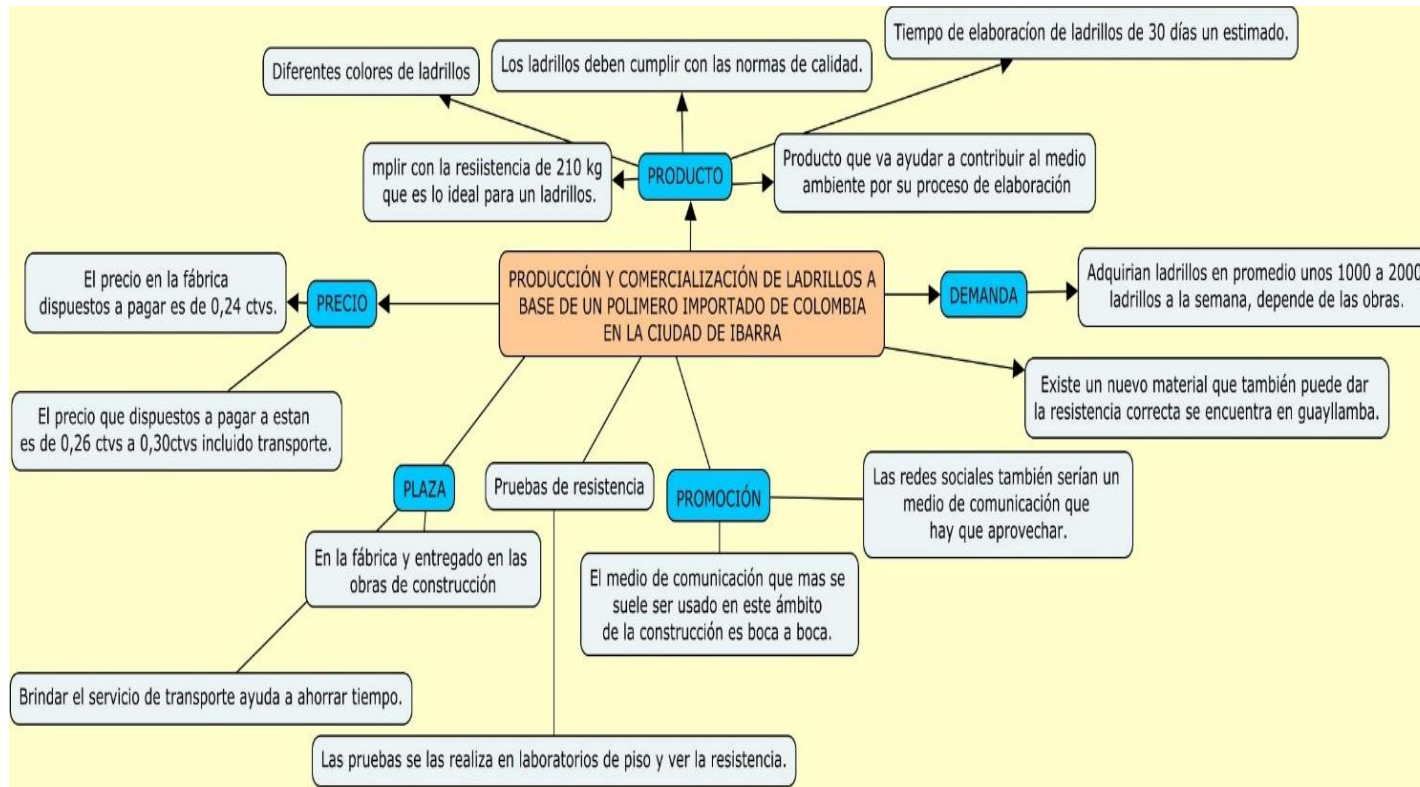 Tiempo de elaboracíon de ladrillos de 30 días un estimado.
Los ladrillos deben cumplir con las normas de calidad.
Diferentes colores de ladrillos
mplir con la resiistencia de 210 kg
que es lo ideal para un ladrillos.
PRODUCTO
Producto que va ayudar a contribuir al medio
ambiente por su proceso de elaboración
El precio en la fábrica
dispuestos a pagar es de 0,24 ctvs.
PRECIO
PRODUCCIÓN Y COMERCIALIZACIÓN DE LADRILLOS A
BASE DE UN POLIMERO IMPORTADO DE COLOMBIA
EN LA CIUDAD DE IBARRA
DEMANDA
Adquirian ladrillos en promedio unos 1000 a 2000
ladrillos a la semana, depende de las obras.
Existe un nuevo material que también puede dar
la resistencia correcta se encuentra en guayllamba.
El precio que dispuestos a pagar a estan
es de 0,26 ctvs a 0,30ctvs incluido transporte.
PLAZA
Pruebas de resistencia
PROMOCIÓN
Las redes sociales también serían un
medio de comunicación que
hay que aprovechar.
En la fábrica y entregado en las
obras de construcción
El medio de comunicación que mas se
suele ser usado en este ámbito
de la construcción es boca a boca.
Brindar el servicio de transporte ayuda a ahorrar tiempo.
Las pruebas se las realiza en laboratorios de piso y ver la resistencia.